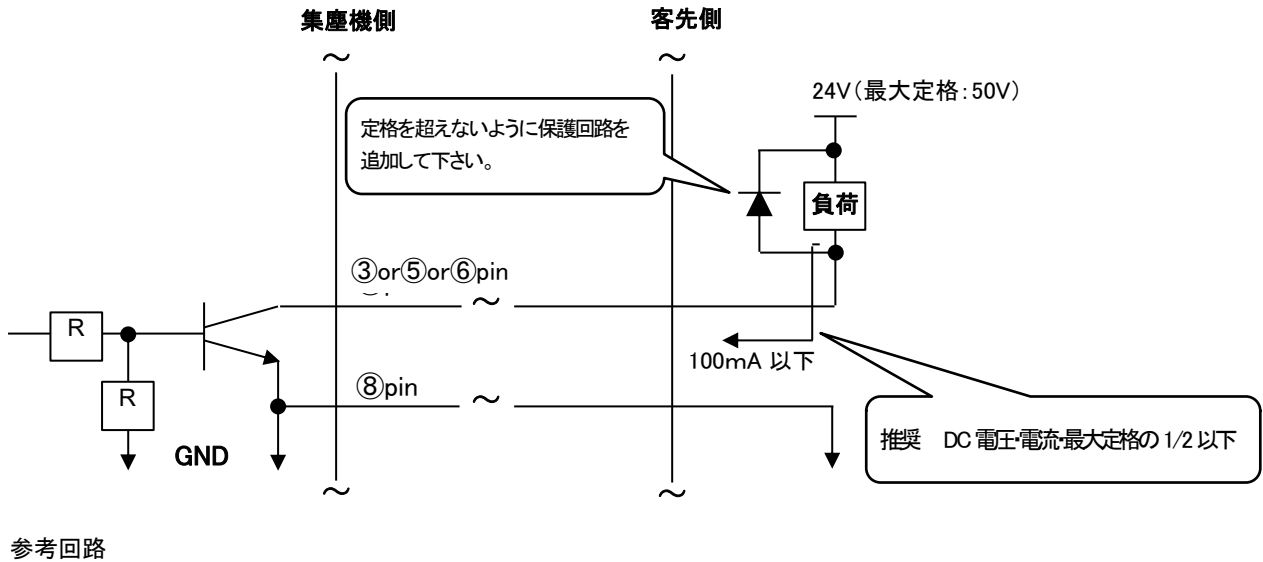 集塵機側
客先側
24V(最大定格:50V)
定格を超えないように保護回路を
追加して下さい。
負荷
③or⑤or⑥pin
R
100mA 以下
R
⑧pin
GND
推奨 DC電圧・電流・最大定格の1/2以下
参考回路